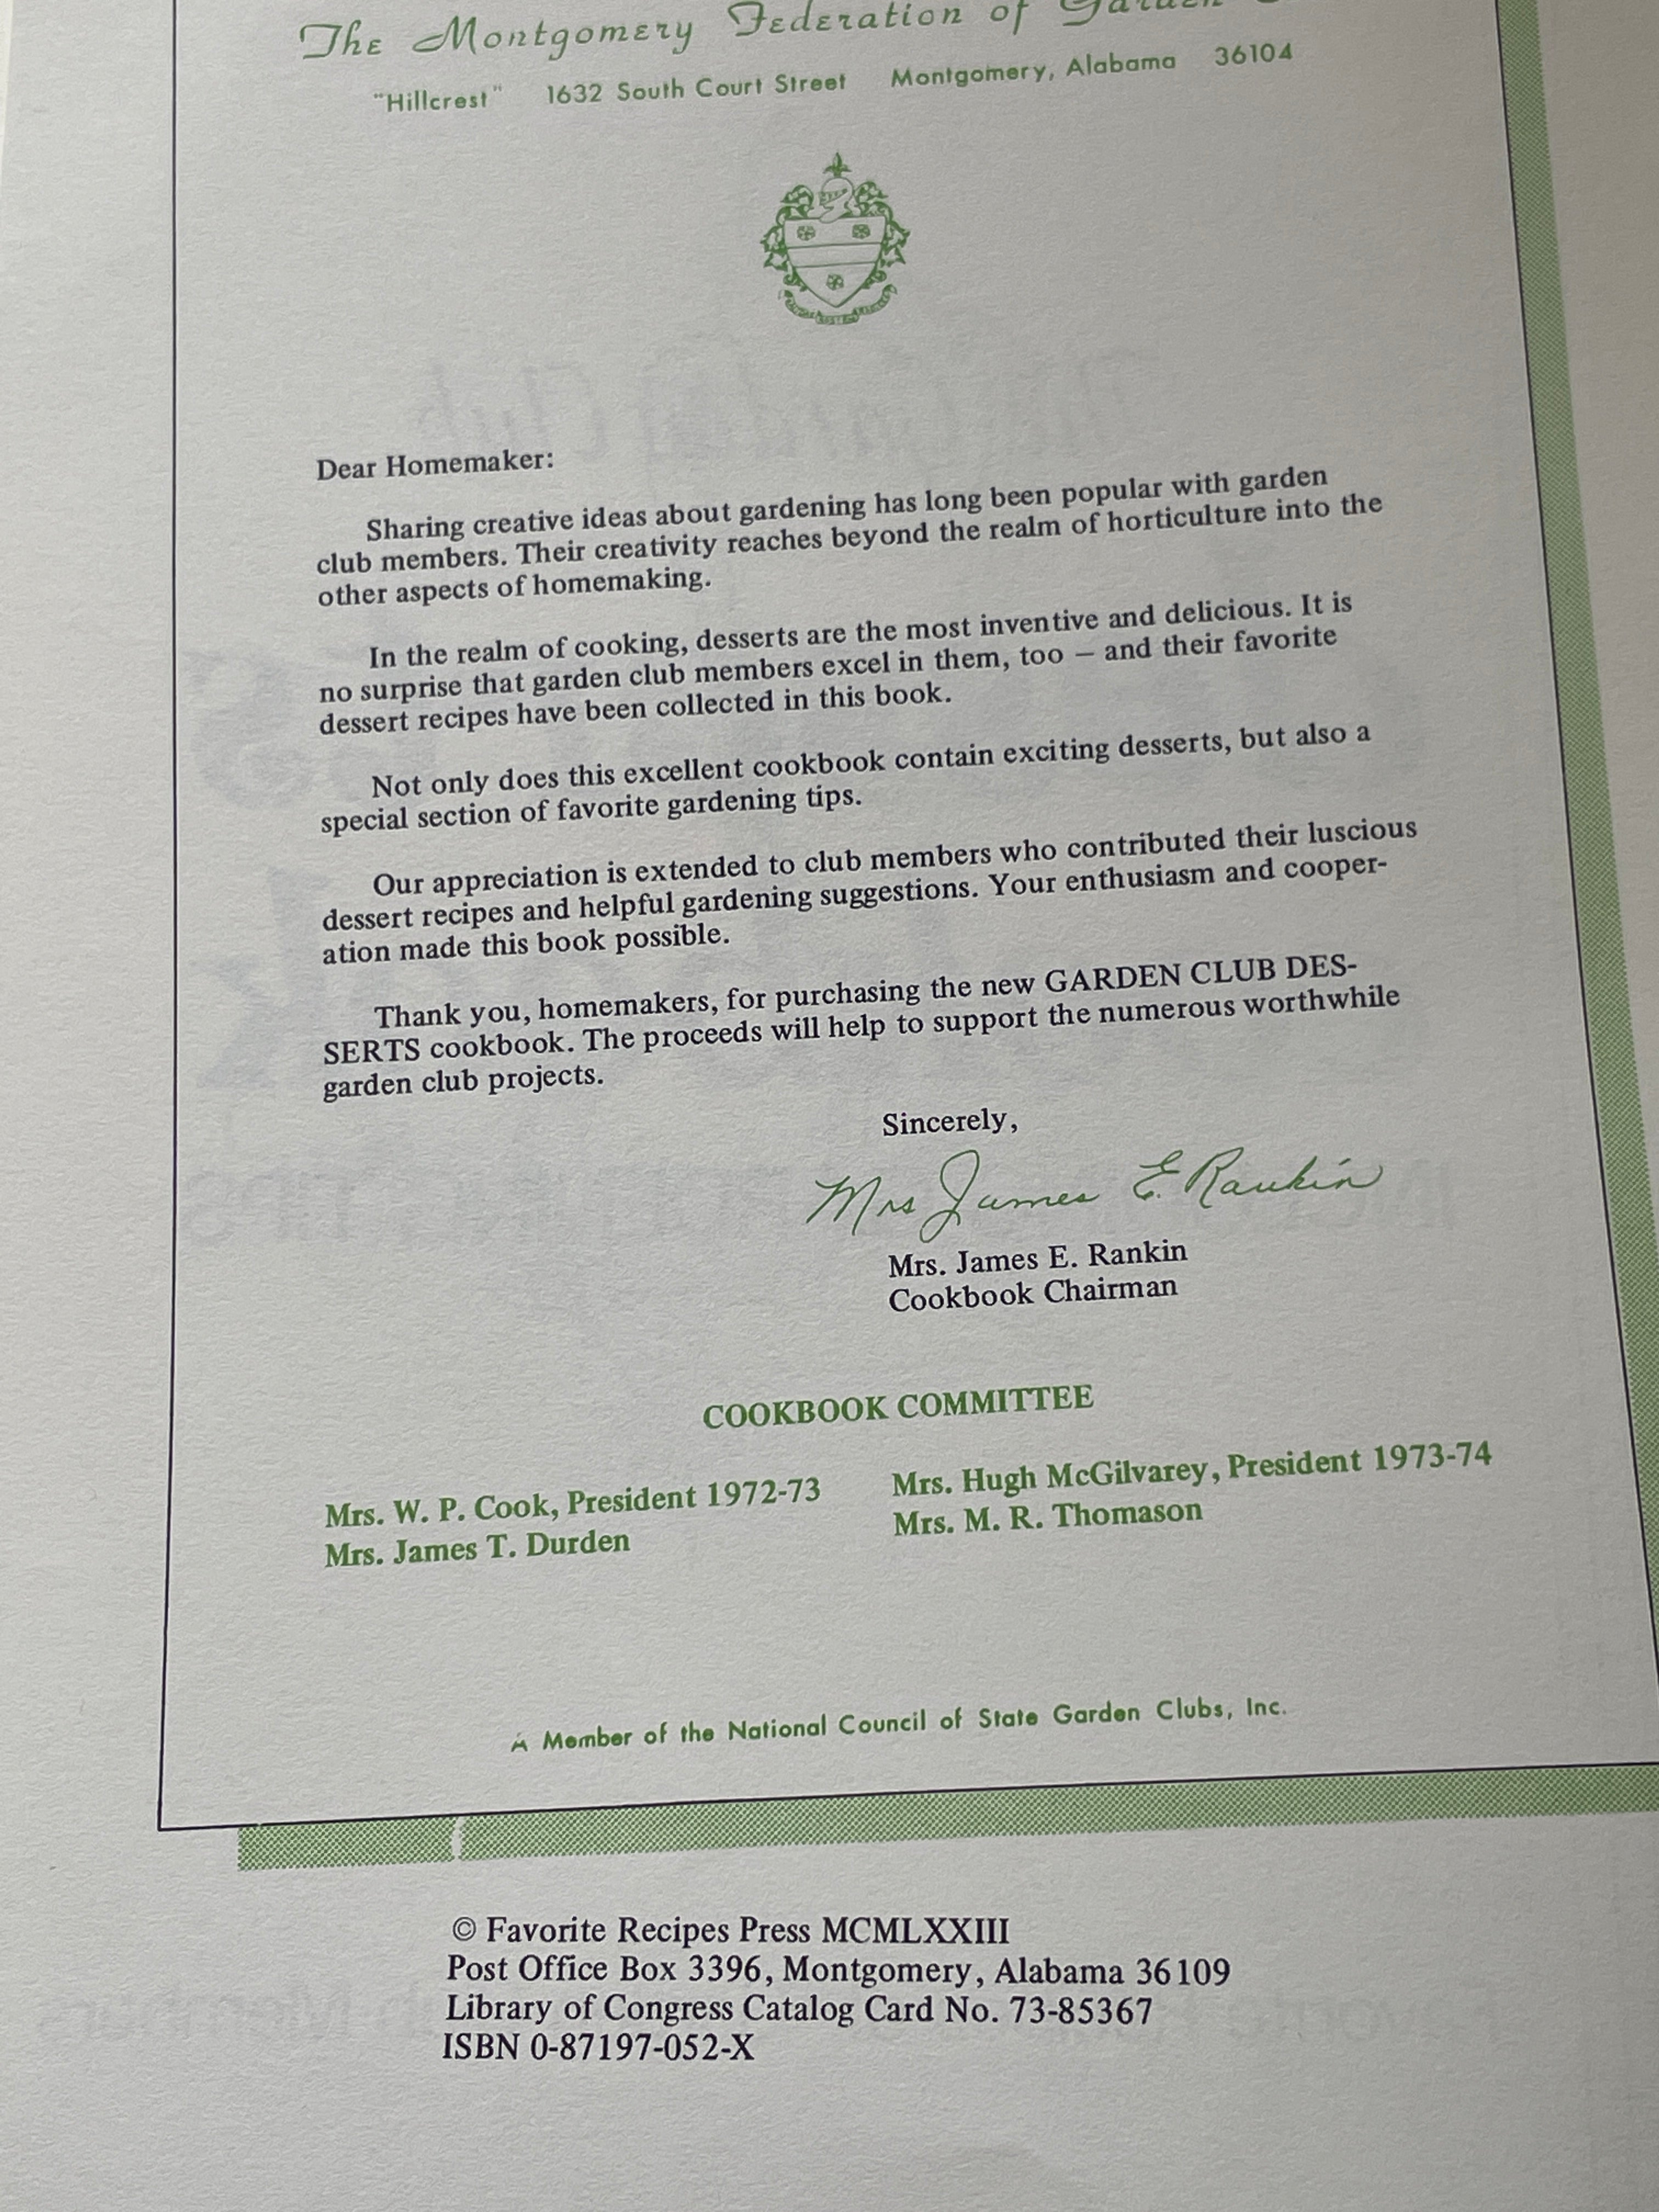 The Montgomery Federation of Garden
"Hillcrest" 1632 South Court Street Montgomery, Alabama 36104
Dear Homemaker:
Sharing creative ideas about gardening has long been popular with garden
club members. Their creativity reaches beyond the realm of horticulture into the
other aspects of homemaking.
In the realm of cooking, desserts are the most inventive and delicious. It is
no surprise that garden club members excel in them, too – and their favorite
dessert recipes have been collected in this book.
Not only does this excellent cookbook contain exciting desserts, but also a
special section of favorite gardening tips.
Our appreciation is extended to club members who contributed their luscious
dessert recipes and helpful gardening suggestions. Your enthusiasm and cooper-
ation made this book possible.
Thank you, homemakers, for purchasing the new GARDEN CLUB DES-
SERTS cookbook. The proceeds will help to support the numerous worthwhile
garden club projects.
Sincerely,
Mrs James E. Rankin
Mrs. James E. Rankin
Cookbook Chairman
COOKBOOK COMMITTEE
Mrs. W. P. Cook, President 1972-73 Mrs. Hugh McGilvarey, President 1973-74
Mrs. James T. Durden Mrs. M. R. Thomason
A Member of the National Council of State Garden Clubs, Inc.
© Favorite Recipes Press MCMLXXIII
Post Office Box 3396, Montgomery, Alabama 36109
Library of Congress Catalog Card No. 73-85367
ISBN 0-87197-052-X